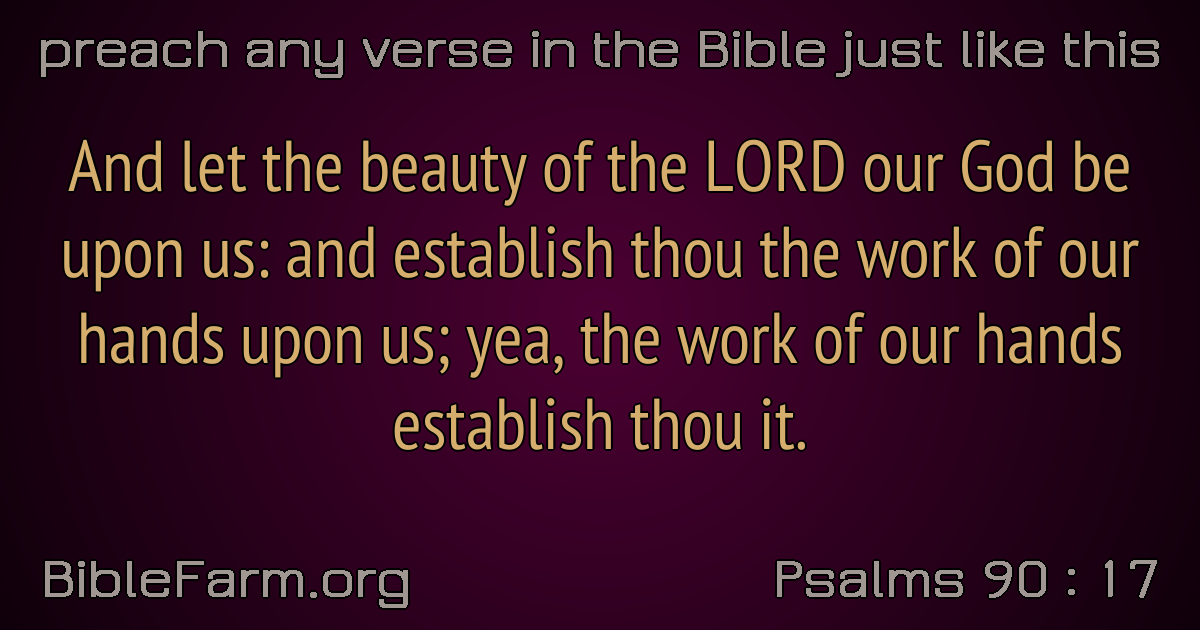 preach any verse in the Bible just like this
And let the beauty of the LORD our God be
upon us: and establish thou the work of our
hands upon us; yea, the work of our hands
establish thou it.
BibleFarm.org
Psalms 90 : 17